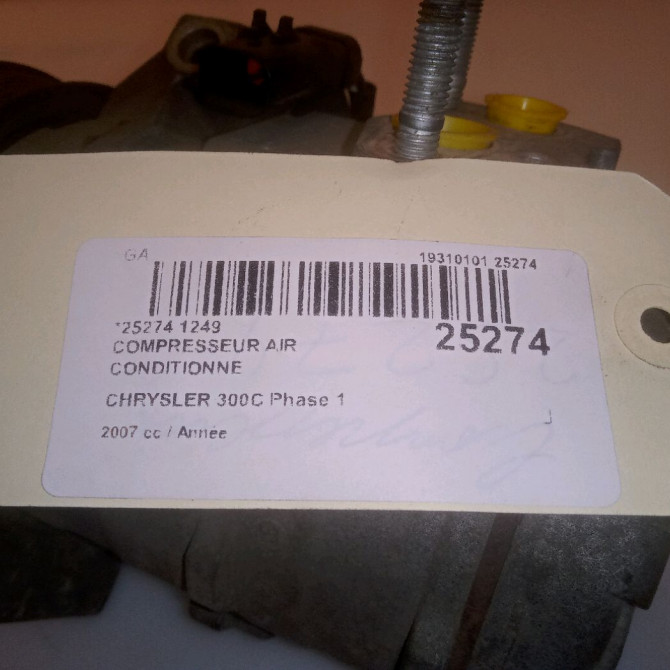 GA
19310101 25274
*25274 1249
25274
COMPRESSEUR AIR
CONDITIONNE
CHRYSLER 300C Phase 1
2007 cc / Année